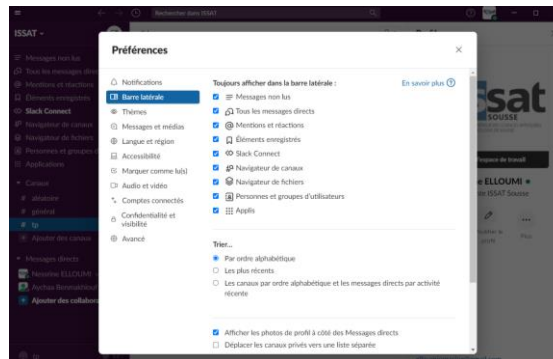 Rechercher dans ISSAT
ISSAT
Messages non lus
Tous les messages direc
Mentions et réactions
Éléments enregistrés
Slack Connect
Navigateur de canaux
Navigateur de fichiers
Personnes et groupes d
Applications
Canaux
# aléatoire
# général
# tp
Ajouter des canaux
Messages directs
Nesrine ELLOUMI
Ajouter des collabora
Préférences
Notifications
Barre latérale
Thèmes
Messages et médias
Langue et région
Accessibilité
Marquer comme lu(s)
Audio et vidéo
Comptes connectés
Confidentialité et
visibilité
Avancé
Toujours afficher dans la barre latérale :
En savoir plus
Messages non lus
Tous les messages directs
Mentions et réactions
Éléments enregistrés
Slack Connect
Navigateur de canaux
Navigateur de fichiers
Personnes et groupes d'utilisateurs
Applis
Trier...
Par ordre alphabétique
Les plus récents
Les canaux par ordre alphabétique et les messages directs par activité
récente
Afficher les photos de profil à côté des Messages directs
Déplacer les canaux privés vers une liste séparée
sat
SOUSSE
l'espace de travail
e ELLOUMI
de ISSAT Sousse
Plus